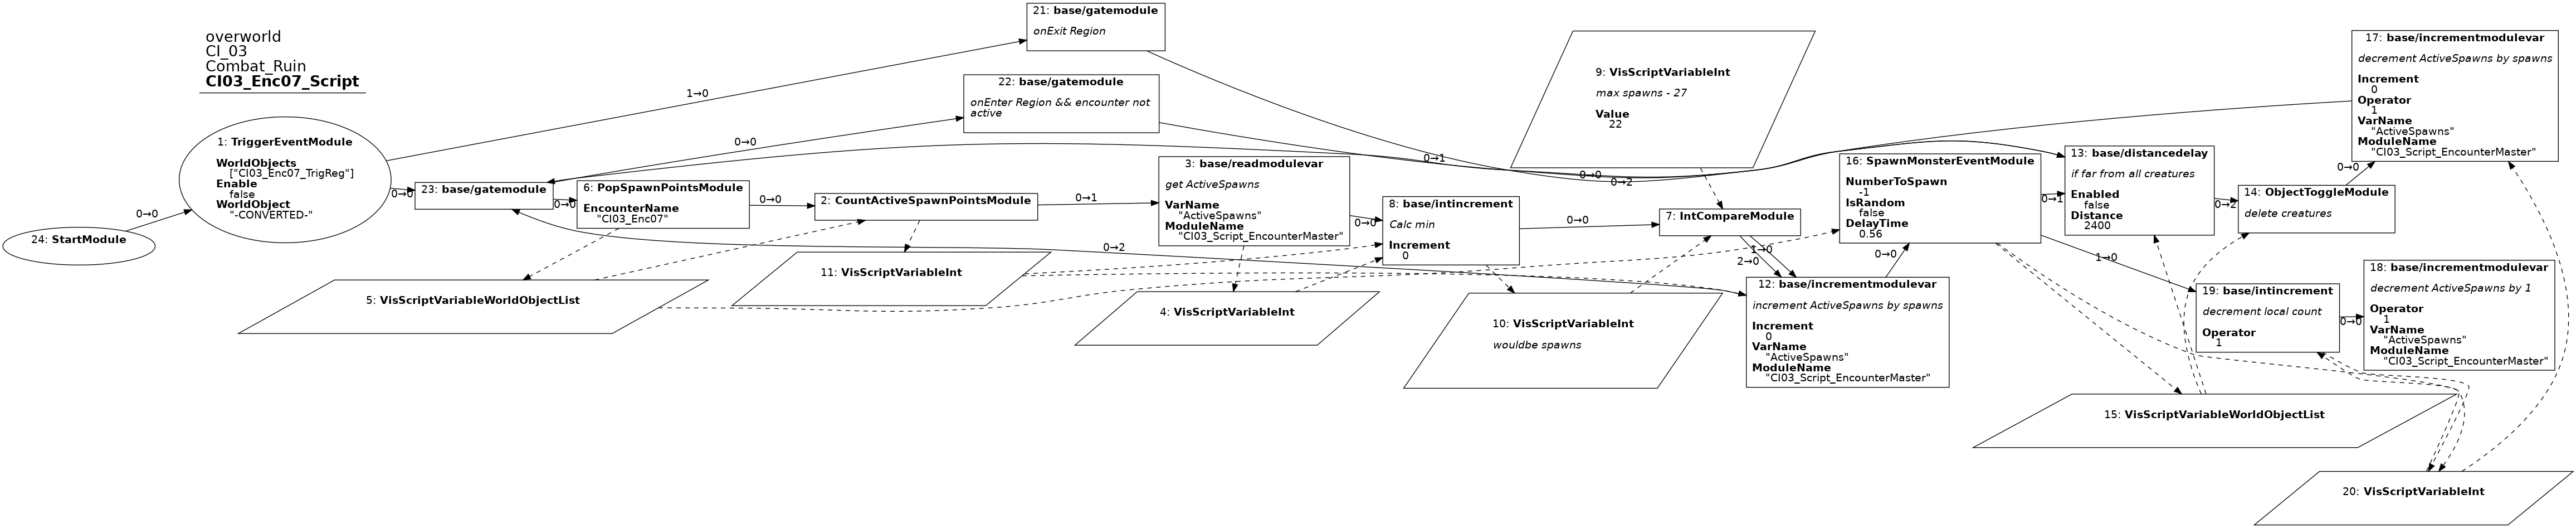 overworld
CI_03
Combat_Ruin
CI03_Enc07_Script
24: StartModule
0→0
1: TriggerEventModule
WorldObjects
["CI03_Enc07_TrigReg"]
Enable
false
WorldObject
"-CONVERTED-"
1→0
0→0
23: base/gatemodule
0→0
0→0
6: PopSpawnPointsModule
EncounterName
"CI03_Enc07"
0→0
5: VisScriptVariableWorldObjectList
2: CountActiveSpawnPointsModule
0→1
11: VisScriptVariableInt
21: base/gatemodule
onExit Region
22: base/gatemodule
onEnter Region && encounter not
active
0→2
3: base/readmodulevar
get ActiveSpawns
VarName
"ActiveSpawns"
ModuleName
"CI03_Script_EncounterMaster"
0→0
4: VisScriptVariableInt
0→1
8: base/intincrement
Calc min
Increment
0
0→0
10: VisScriptVariableInt
wouldbe spawns
9: VisScriptVariableInt
max spawns - 27
Value
22
0→0
0→2
7: IntCompareModule
1→0
2→0
12: base/incrementmodulevar
increment ActiveSpawns by spawns
Increment
0
VarName
"ActiveSpawns"
ModuleName
"CI03_Script_EncounterMaster"
0→0
16: SpawnMonsterEventModule
NumberToSpawn
-1
IsRandom
false
DelayTime
0.56
0→1
1→0
13: base/distancedelay
if far from all creatures
Enabled
false
Distance
2400
0→2
14: ObjectToggleModule
delete creatures
0→0
17: base/incrementmodulevar
decrement ActiveSpawns by spawns
Increment
0
Operator
1
VarName
"ActiveSpawns"
ModuleName
"CI03_Script_EncounterMaster"
19: base/intincrement
decrement local count
Operator
1
0→0
18: base/incrementmodulevar
decrement ActiveSpawns by 1
Operator
1
VarName
"ActiveSpawns"
ModuleName
"CI03_Script_EncounterMaster"
15: VisScriptVariableWorldObjectList
20: VisScriptVariableInt